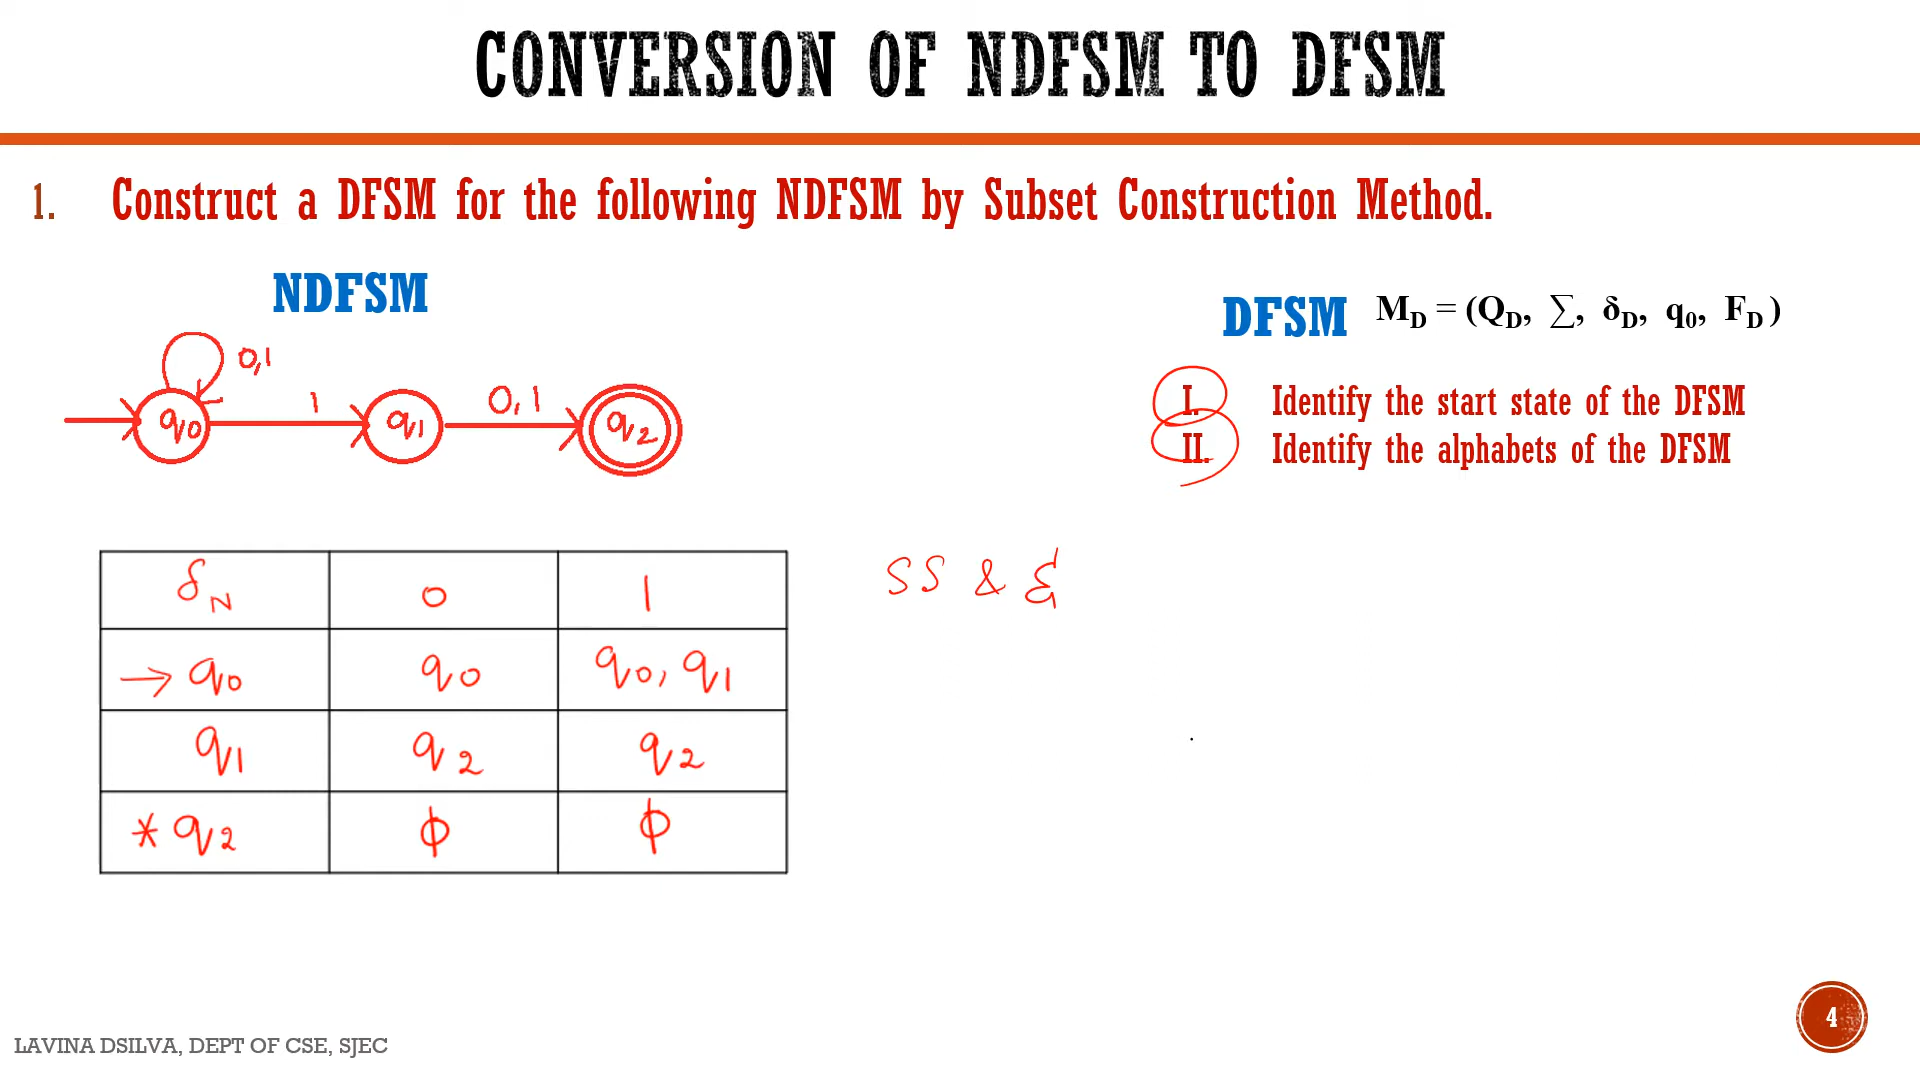 CONVERSION OF NDFSM TO DFSM
1. Construct a DFSM for the following NDFSM by Subset Construction Method.
NDFSM
0,1
q0 1 q1 0,1 q2
DFSM M_D = (Q_D, ∑, δ_D, q_0, F_D)
I. Identify the start state of the DFSM
II. Identify the alphabets of the DFSM
δ_N 0 1
→ q0 q0 q0, q1
q1 q2 q2
* q2 ϕ ϕ
SS & Σ
4
LAVINA DSILVA, DEPT OF CSE, SJEC